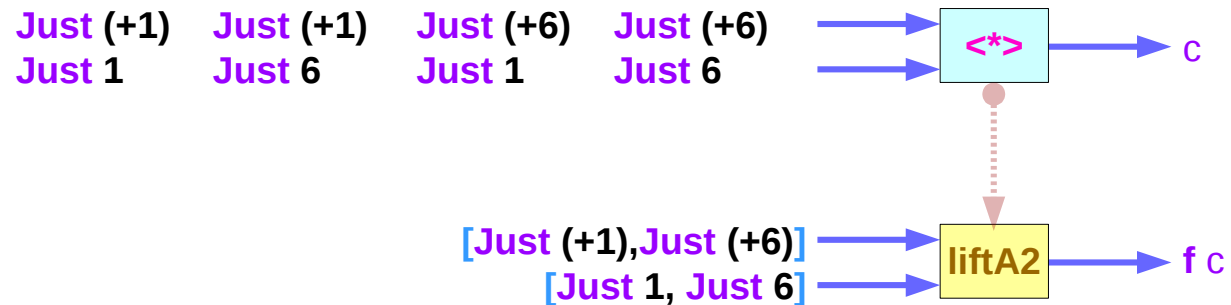 Just (+1) Just (+1) Just (+6) Just (+6)
Just 1 Just 6 Just 1 Just 6
<*>
c
[Just (+1),Just (+6)]
[Just 1, Just 6]
liftA2
f c